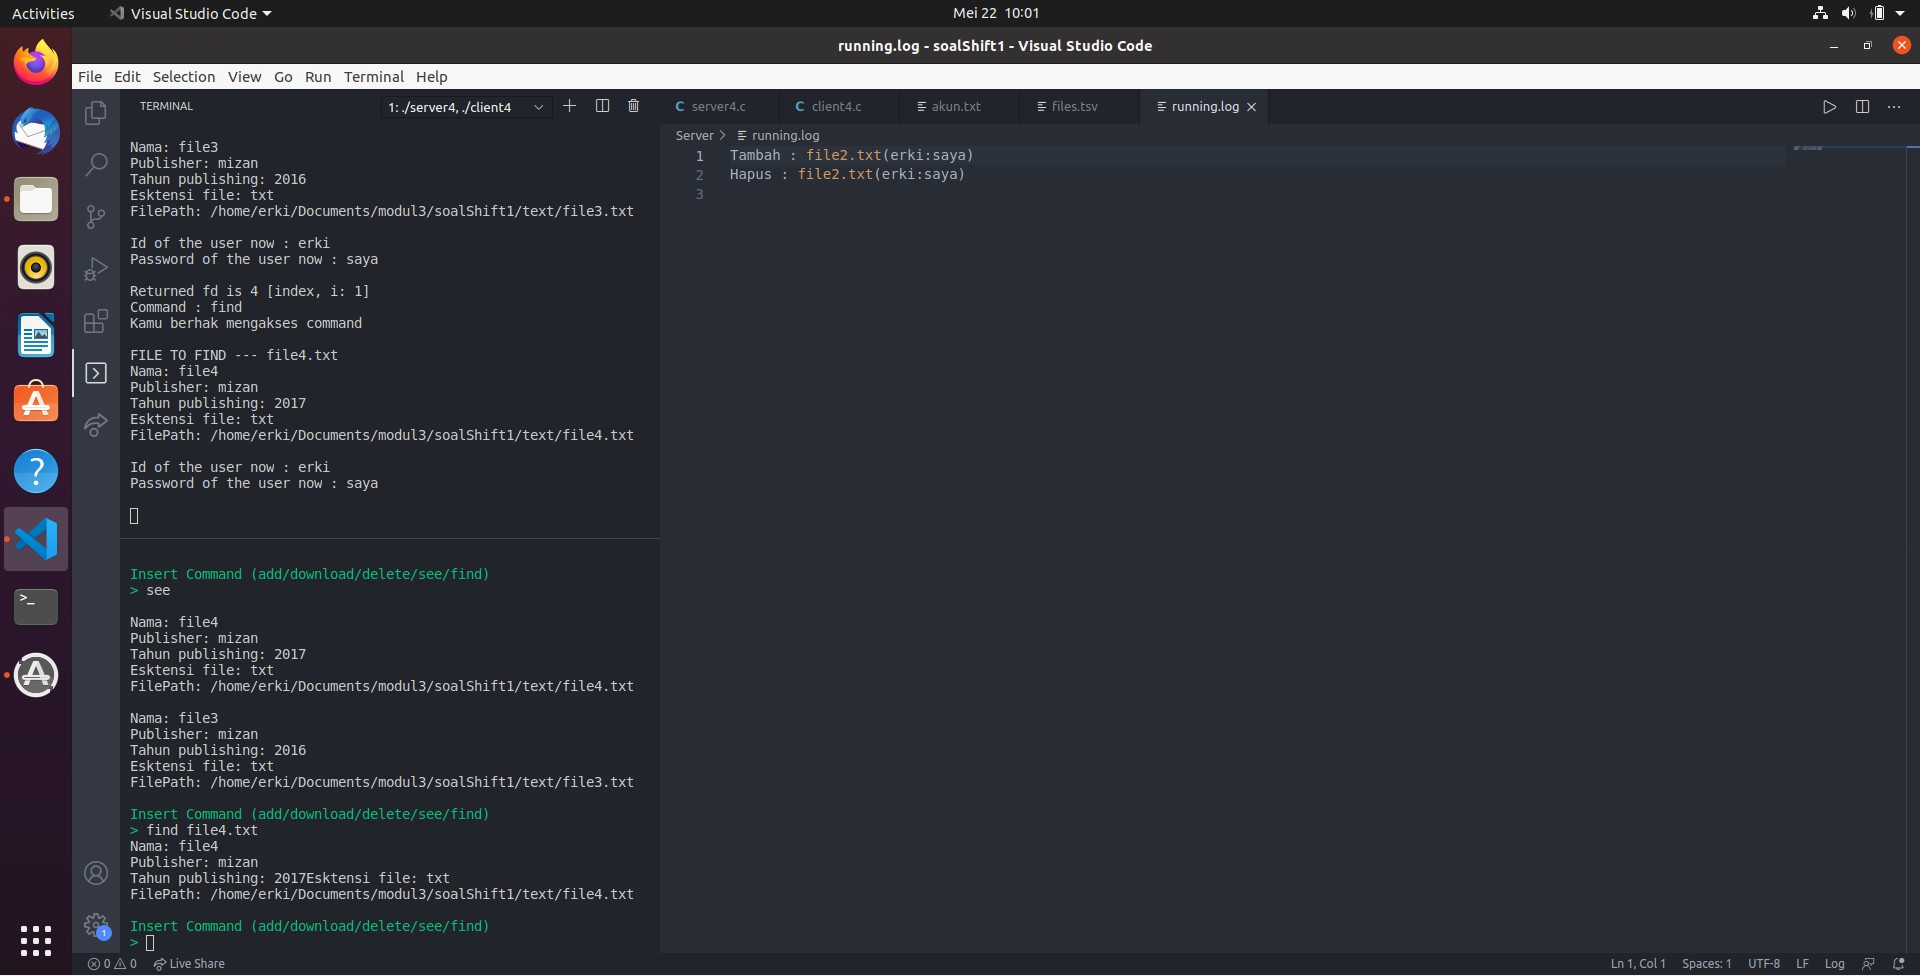 Activities
Visual Studio Code
Mei 22 10:01
running.log - soalShift1 - Visual Studio Code
File Edit Selection View Go Run Terminal Help
TERMINAL
1: ./server4, ./client4
Nama: file3
Publisher: mizan
Tahun publishing: 2016
Esktensi file: txt
FilePath: /home/erki/Documents/modul3/soalShift1/text/file3.txt
Id of the user now : erki
Password of the user now : saya
Returned fd is 4 [index, i: 1]
Command : find
Kamu berhak mengakses command
FILE TO FIND --- file4.txt
Nama: file4
Publisher: mizan
Tahun publishing: 2017
Esktensi file: txt
FilePath: /home/erki/Documents/modul3/soalShift1/text/file4.txt
Id of the user now : erki
Password of the user now : saya
Insert Command (add/download/delete/see/find)
> see
Nama: file4
Publisher: mizan
Tahun publishing: 2017
Esktensi file: txt
FilePath: /home/erki/Documents/modul3/soalShift1/text/file4.txt
Nama: file3
Publisher: mizan
Tahun publishing: 2016
Esktensi file: txt
FilePath: /home/erki/Documents/modul3/soalShift1/text/file3.txt
Insert Command (add/download/delete/see/find)
> find file4.txt
Nama: file4
Publisher: mizan
Tahun publishing: 2017Esktensi file: txt
FilePath: /home/erki/Documents/modul3/soalShift1/text/file4.txt
Insert Command (add/download/delete/see/find)
>
C server4.c
C client4.c
akun.txt
files.tsv
running.log
Server > running.log
1 Tambah : file2.txt(erki:saya)
2 Hapus : file2.txt(erki:saya)
3
1
0 0 Live Share
Ln 1, Col 1 Spaces: 1 UTF-8 LF Log